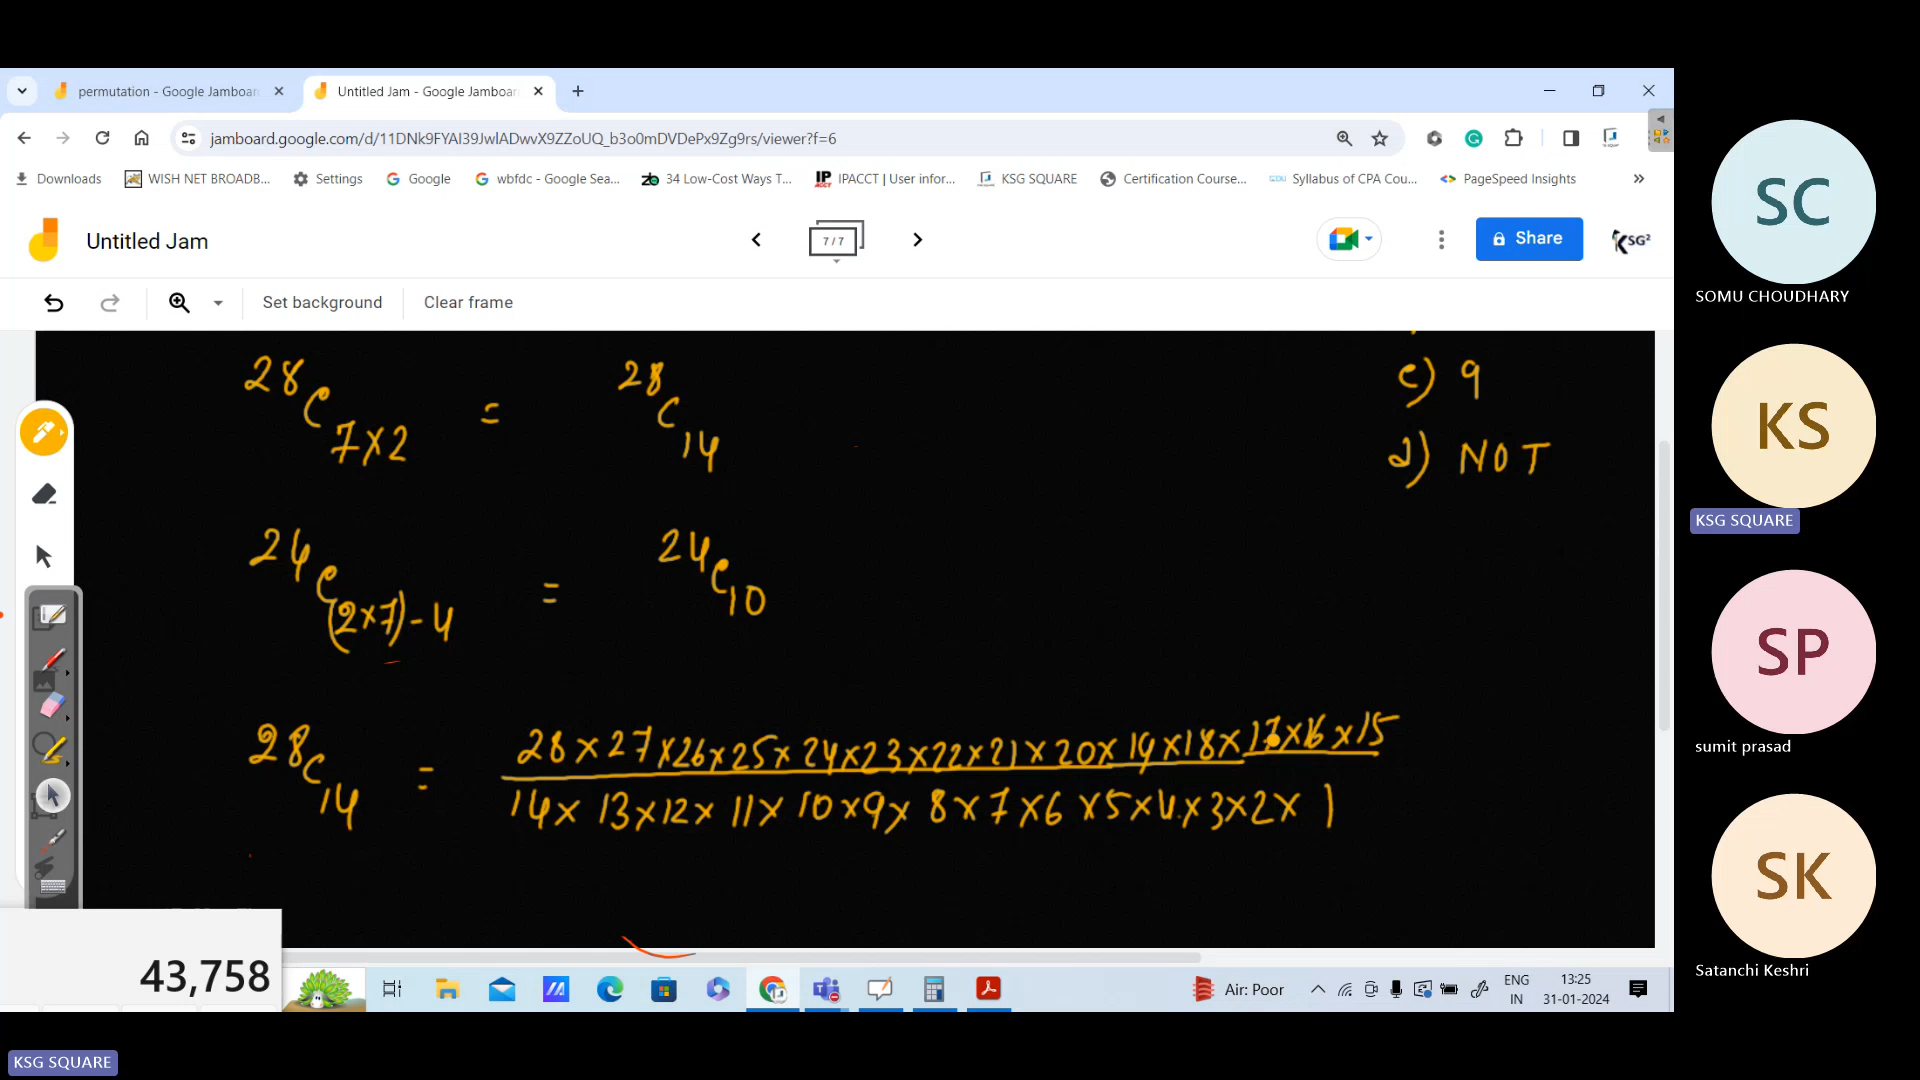 permutation - Google Jamboar
Untitled Jam - Google Jamboar
jamboard.google.com/d/11DNk9FYAI39JwlADwvX9ZZoUQ_b3o0mDVDePx9Zg9rs/viewer?f=6
Downloads WISH NET BROADB... Settings Google wbfdc - Google Sea... 34 Low-Cost Ways T... IPACCT | User infor... KSG SQUARE Certification Course... Syllabus of CPA Cou... PageSpeed Insights
Untitled Jam 7 / 7 Share KSG²
Set background Clear frame
28C7×2 = 28C14
c) 9
d) NOT
24C(2×7)-4 = 24C10
28C14 = 28×27×26×25×24×23×22×21×20×19×18×17×16×15
14×13×12×11×10×9×8×7×6×5×4×3×2×1
43,758
Air: Poor ENG IN 13:25 31-01-2024
KSG SQUARE
SC
SOMU CHOUDHARY
KS
KSG SQUARE
SP
sumit prasad
SK
Satanchi Keshri